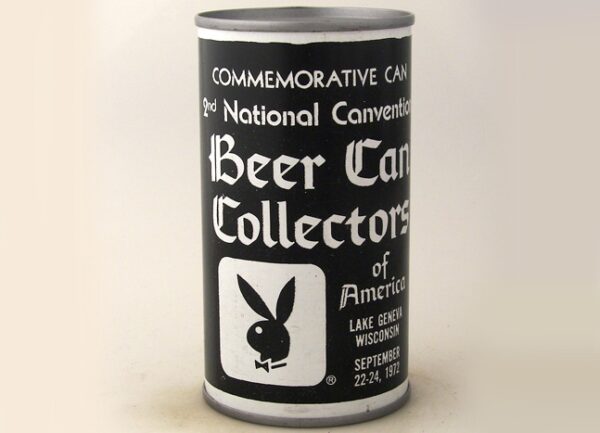 COMMEMORATIVE CAN
2nd National Canventio
Beer Can
Collectors
of
America
LAKE GENEVA
WISCONSIN
SEPTEMBER
22-24, 1972
®